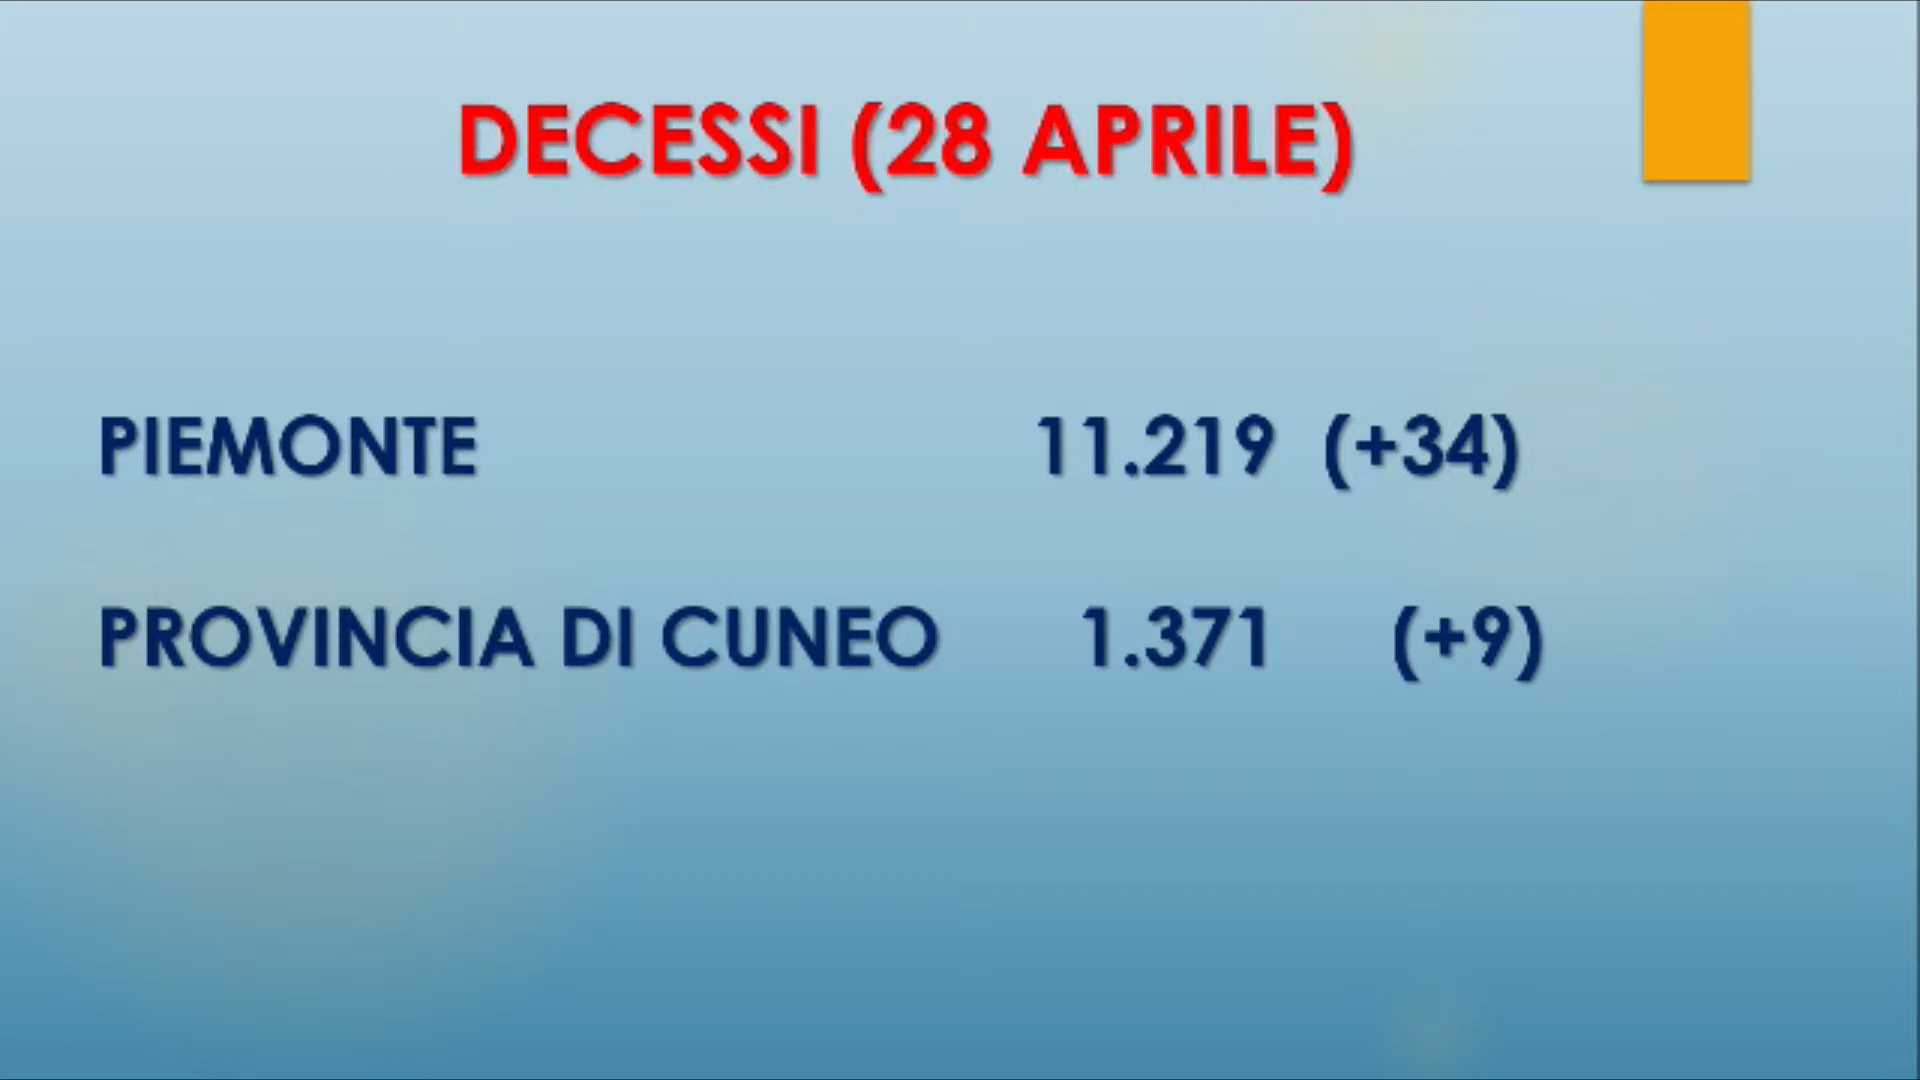 DECESSI (28 APRILE)
PIEMONTE 11.219 (+34)
PROVINCIA DI CUNEO 1.371 (+9)